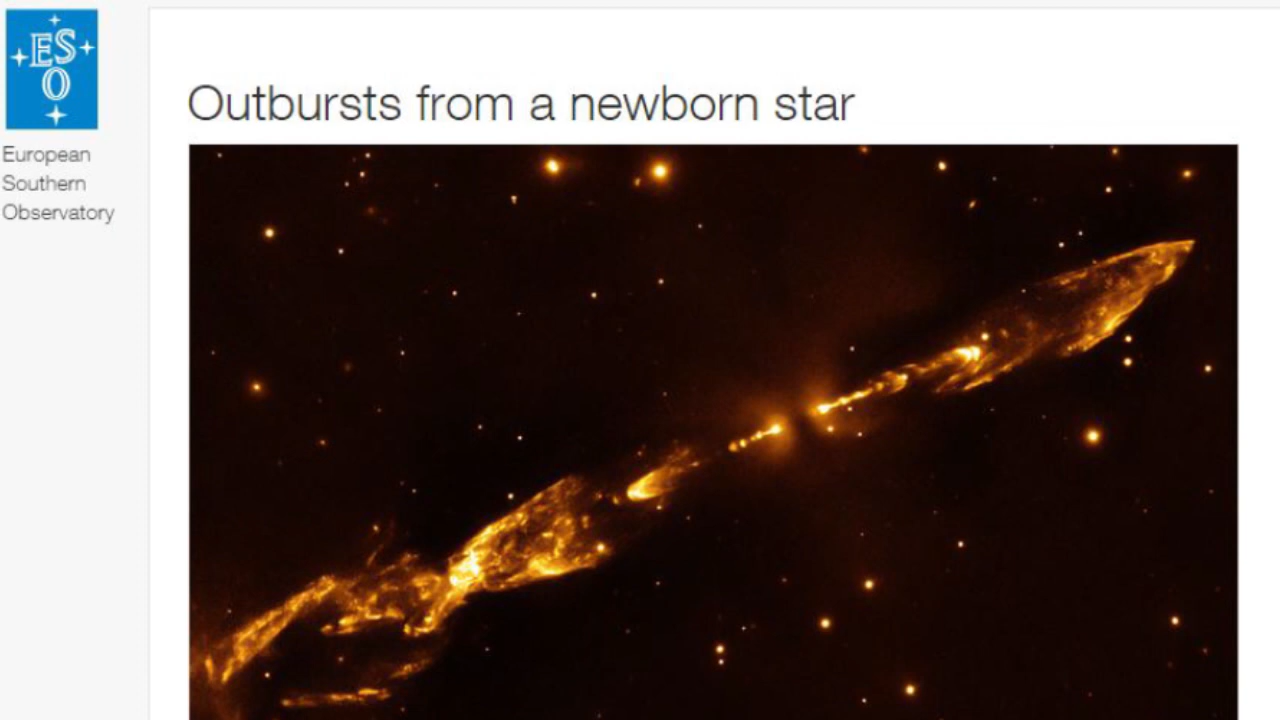 ES
O
European
Southern
Observatory
Outbursts from a newborn star